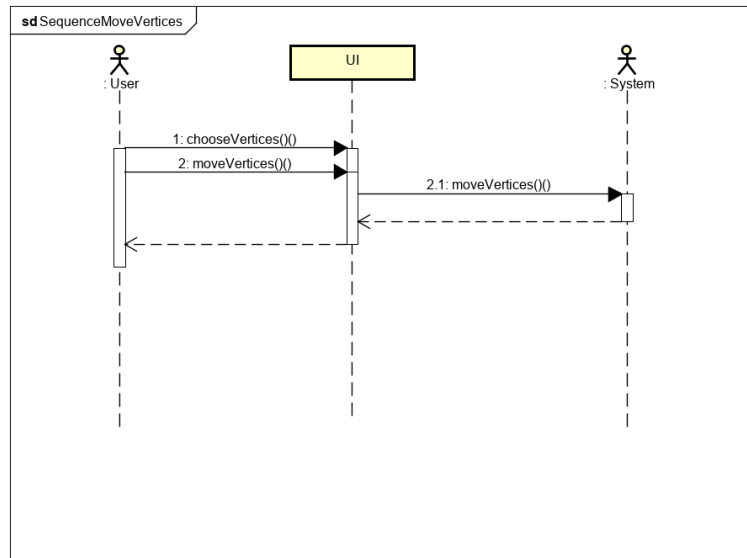 sd SequenceMoveVertices
UI
: User
: System
1: chooseVertices()()
2: moveVertices()()
2.1: moveVertices()()